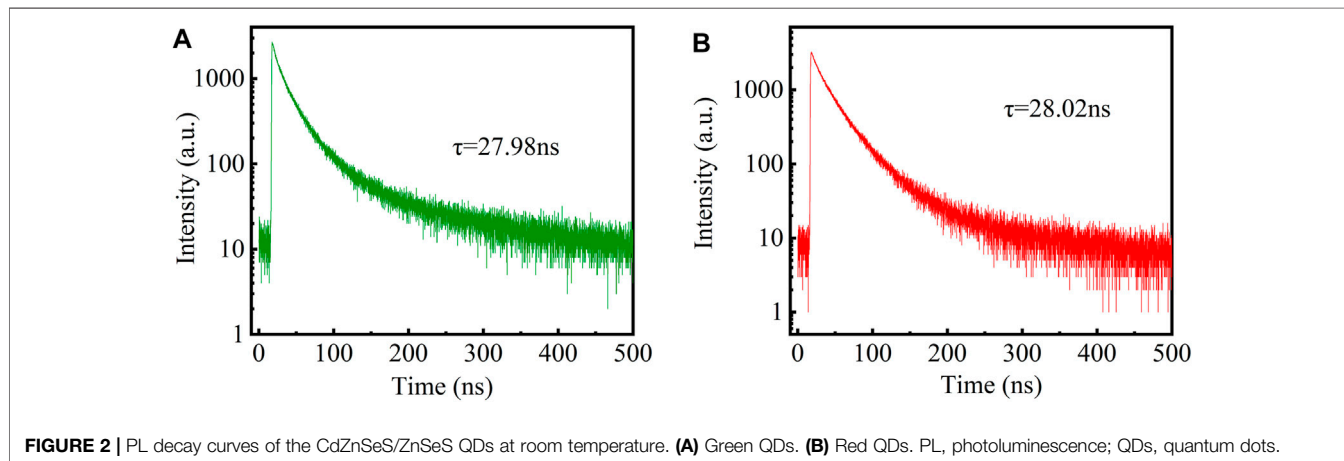 A
Intensity (a.u.)
1000
100
10
1
τ=27.98ns
0 100 200 300 400 500
Time (ns)
B
Intensity (a.u.)
1000
100
10
1
τ=28.02ns
0 100 200 300 400 500
Time (ns)
FIGURE 2 | PL decay curves of the CdZnSeS/ZnSeS QDs at room temperature. (A) Green QDs. (B) Red QDs. PL, photoluminescence; QDs, quantum dots.